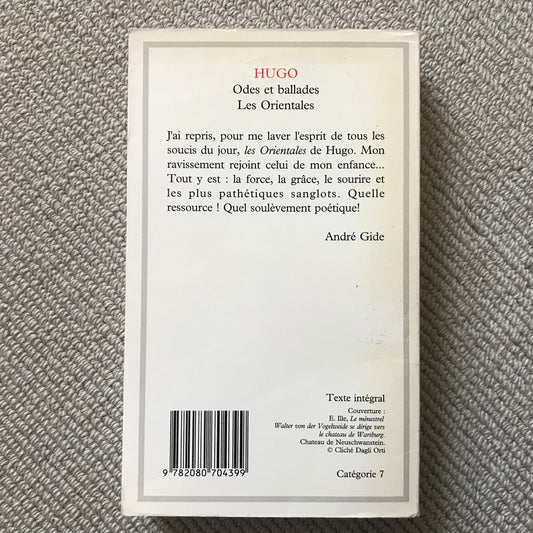 HUGO
Odes et ballades
Les Orientales
J'ai repris, pour me laver l'esprit de tous les
soucis du jour, les Orientales de Hugo. Mon
ravissement rejoint celui de mon enfance...
Tout y est : la force, la grâce, le sourire et
les plus pathétiques sanglots. Quelle
ressource ! Quel soulèvement poétique!
André Gide
Texte intégral
Couverture :
E. Ille, Le ménestrel
Walter von der Vogelweide se dirige vers
le chateau de Wartburg.
Chateau de Neuschwanstein.
© Cliché Dagli Orti
9 782080 704399
Catégorie 7